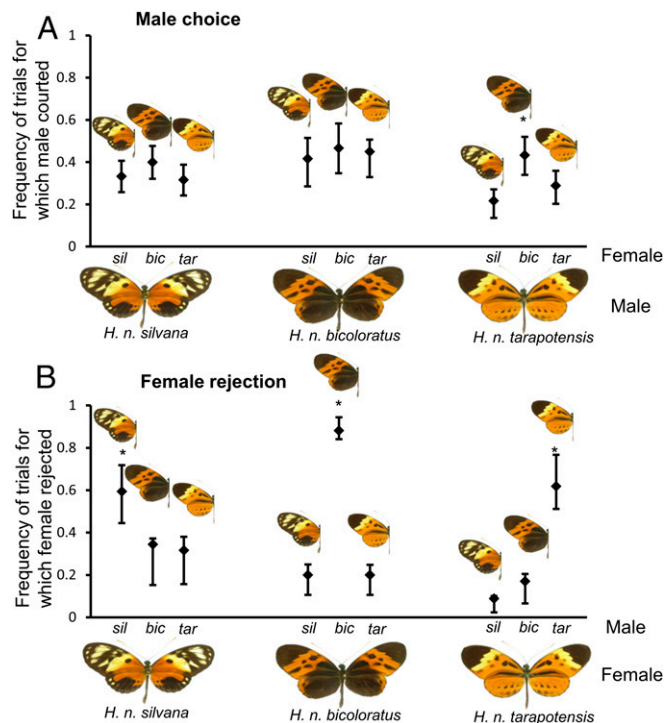 A
Male choice
Frequency of trials for
which male courted
1
0.8
0.6
0.4
0.2
0
*
sil bic tar sil bic tar sil bic tar Female
Male
H. n. silvana H. n. bicoloratus H. n. tarapotensis
B
Female rejection
Frequency of trials for
which female rejected
1
0.8
0.6
0.4
0.2
0
* * *
sil bic tar sil bic tar sil bic tar Male
Female
H. n. silvana H. n. bicoloratus H. n. tarapotensis